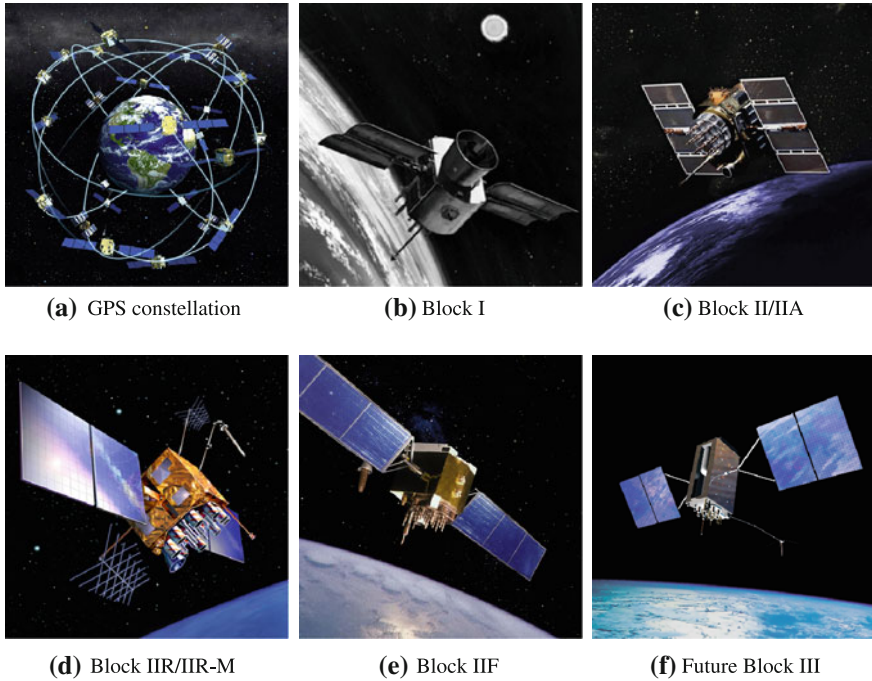 (a) GPS constellation
(b) Block I
(c) Block II/IIA
(d) Block IIR/IIR-M
(e) Block IIF
(f) Future Block III